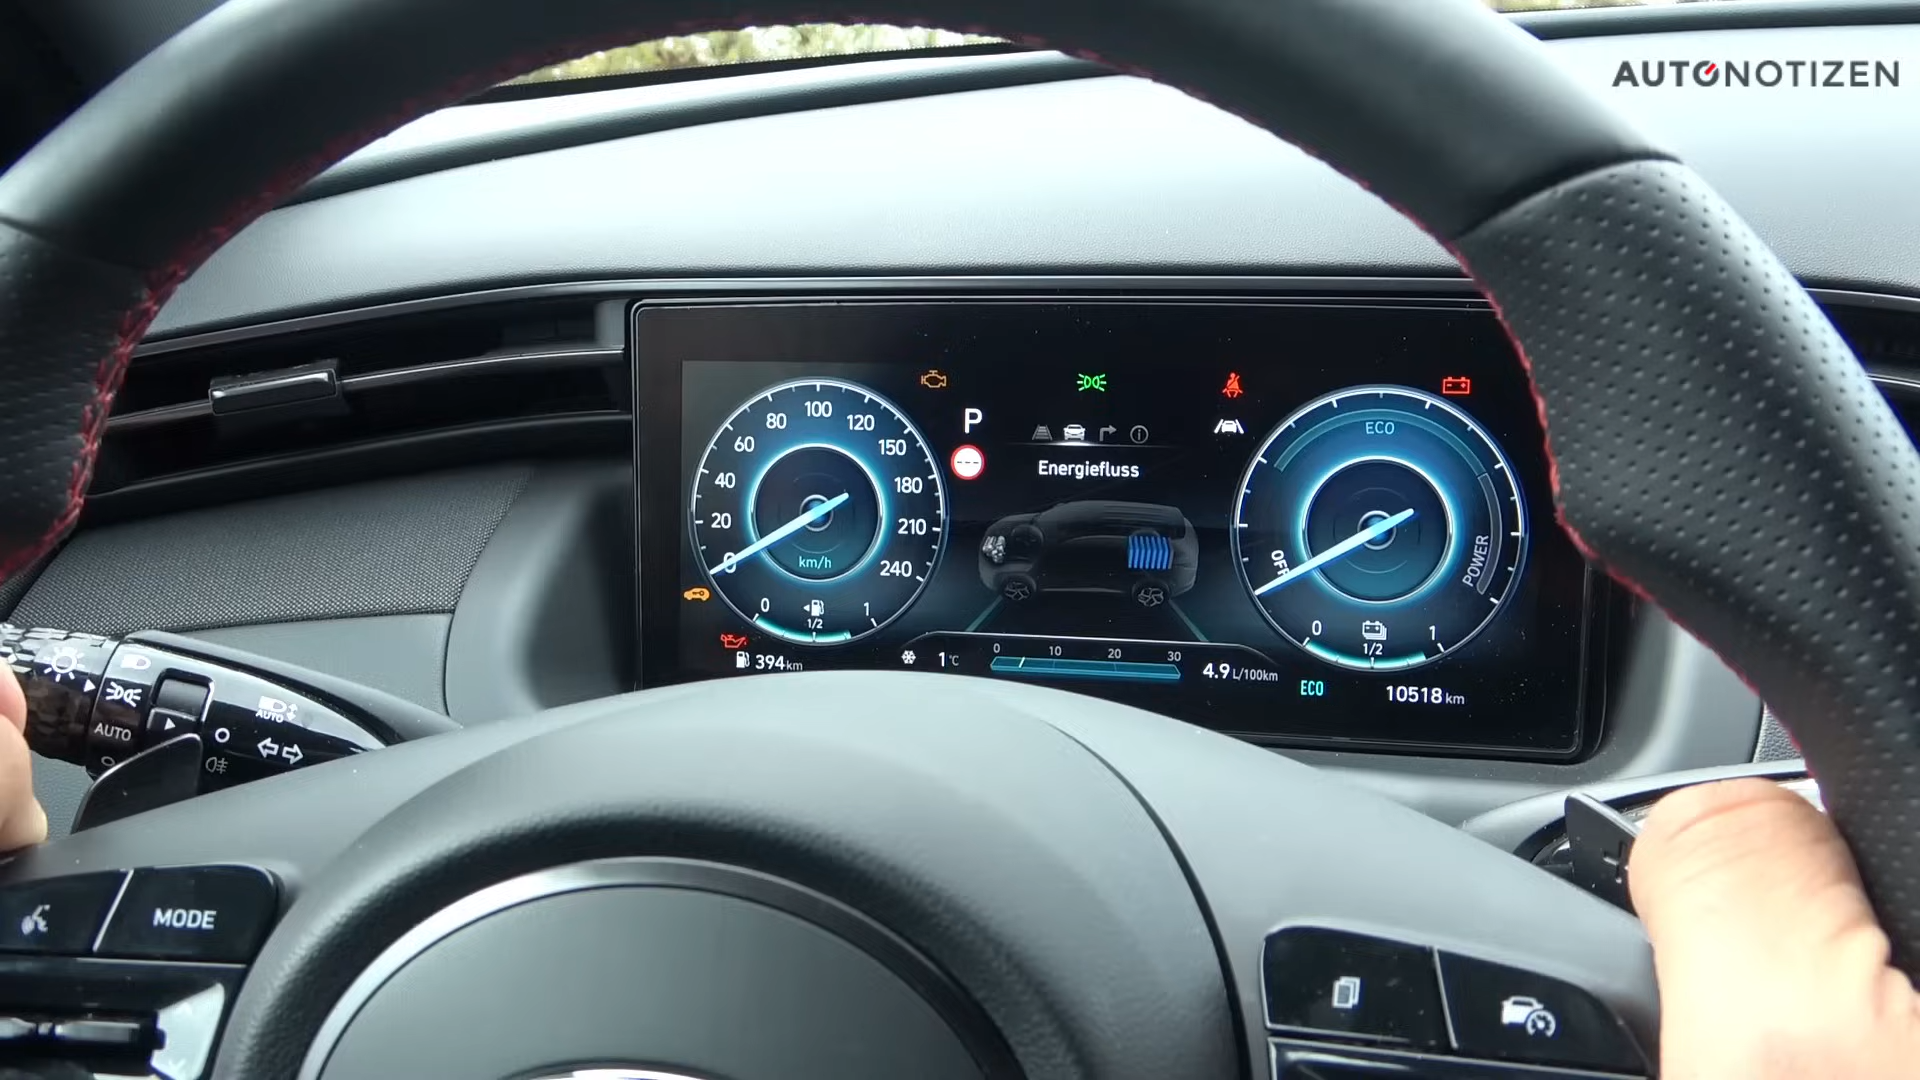 AUTONOTIZEN
0
20
40
60
80
100
120
150
180
210
240
km/h
0
1/2
1
394 km
P
---
Energiefluss
1 °C
0
10
20
30
4.9 L/100km
ECO
POWER
OFF
0
1/2
1
ECO
10518 km
AUTO
AUTO
MODE